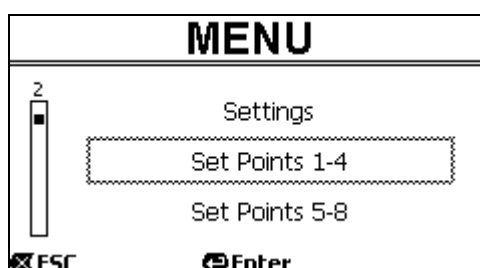 MENU
2
Settings
Set Points 1-4
Set Points 5-8
ESC Enter